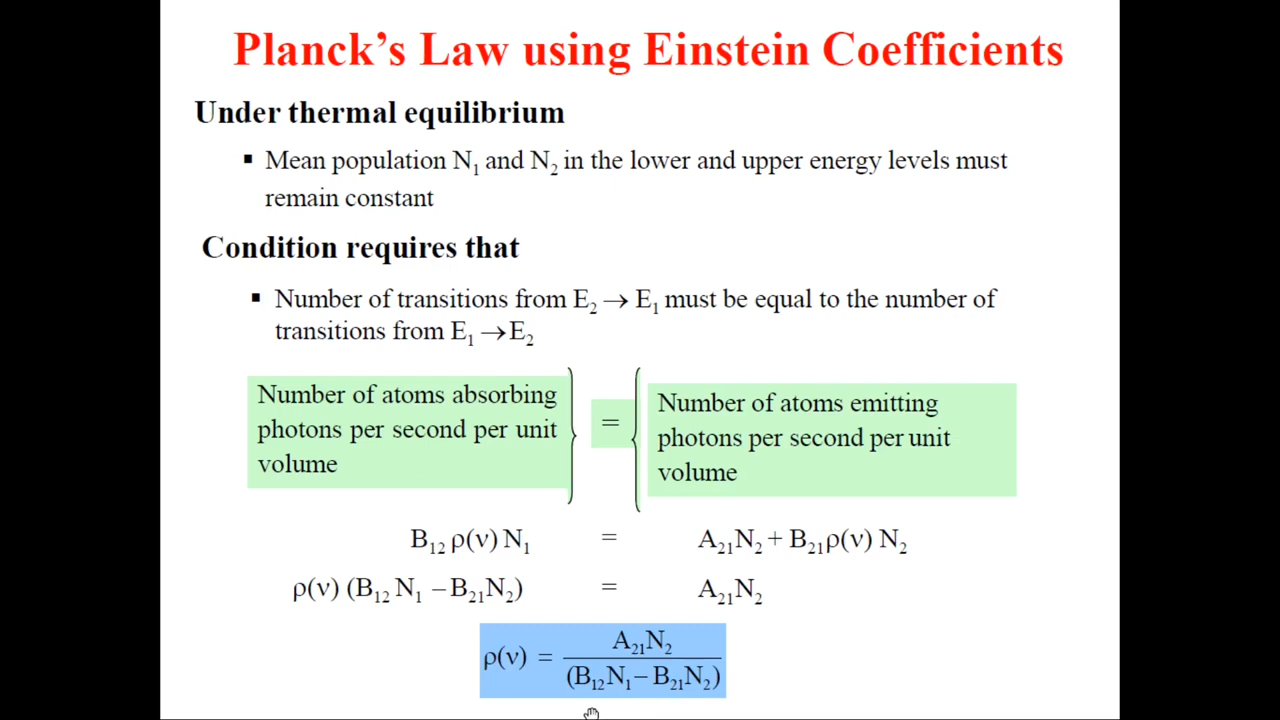 Planck’s Law using Einstein Coefficients
Under thermal equilibrium
▪ Mean population N₁ and N₂ in the lower and upper energy levels must
remain constant
Condition requires that
▪ Number of transitions from E₂ → E₁ must be equal to the number of
transitions from E₁ →E₂
Number of atoms absorbing
photons per second per unit
volume
=
Number of atoms emitting
photons per second per unit
volume
B₁₂ ρ(ν) N₁ = A₂₁N₂ + B₂₁ρ(ν) N₂
ρ(ν) (B₁₂ N₁ – B₂₁N₂) = A₂₁N₂
ρ(ν) = A₂₁N₂ / (B₁₂N₁ – B₂₁N₂)